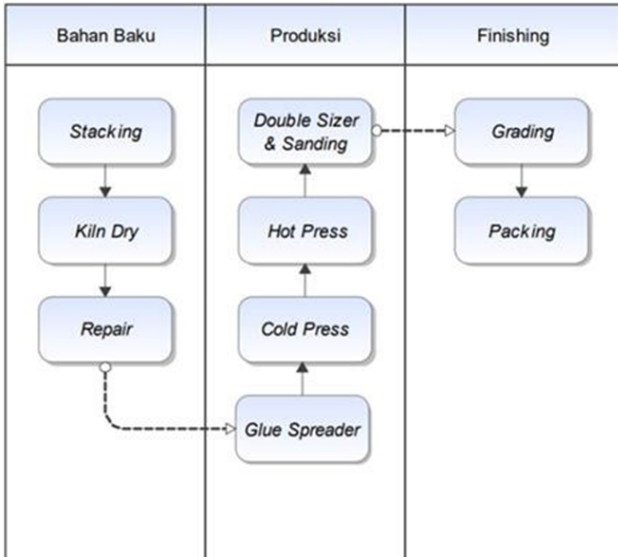 Bahan Baku
Produksi
Finishing
Stacking
Kiln Dry
Repair
Double Sizer
& Sanding
Hot Press
Cold Press
Glue Spreader
Grading
Packing